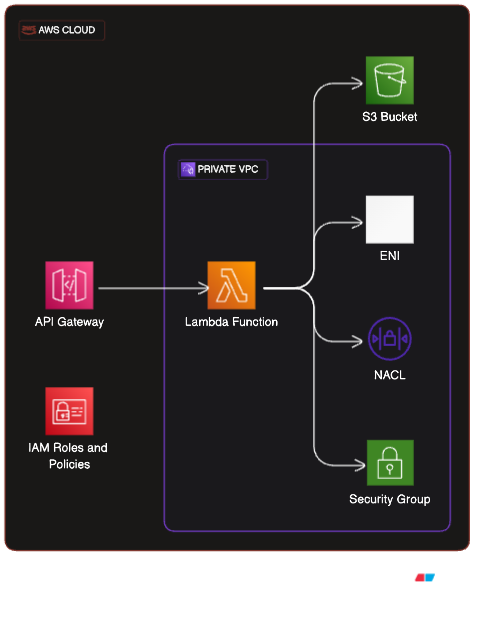 AWS CLOUD
S3 Bucket
PRIVATE VPC
ENI
API Gateway
Lambda Function
NACL
IAM Roles and
Policies
Security Group